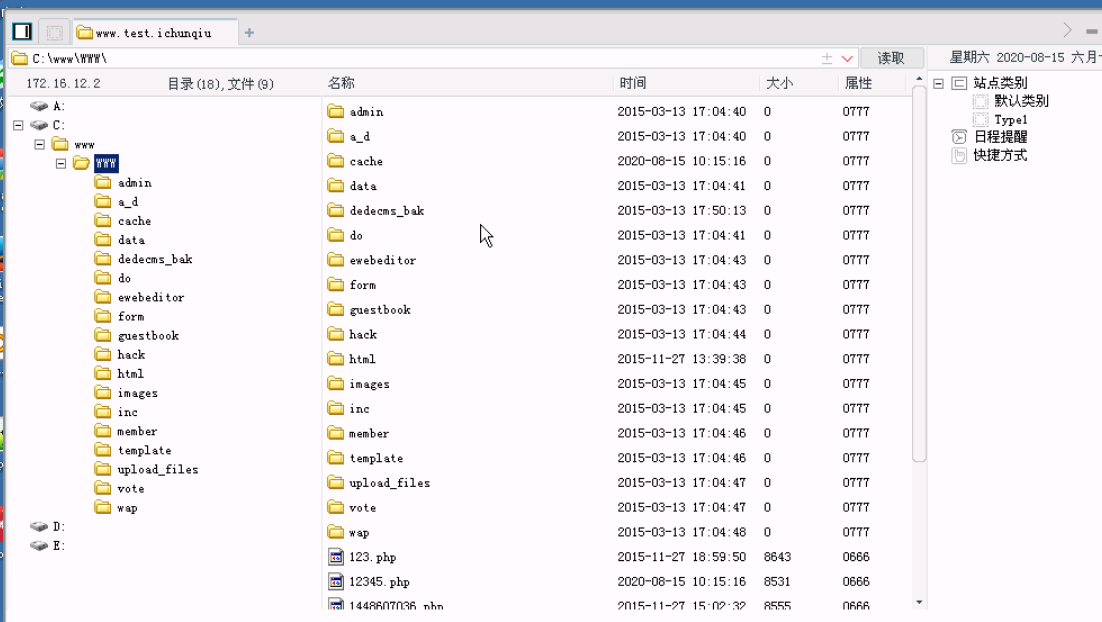 www.test.ichunqiu
C:\www\WWW\
读取
星期六 2020-08-15 六月
172.16.12.2 目录(18),文件(9) 名称 时间 大小 属性
A:
C:
www
WWW
admin
a_d
cache
data
dedecms_bak
do
ewebeditor
form
guestbook
hack
html
images
inc
member
template
upload_files
vote
wap
D:
E:
admin 2015-03-13 17:04:40 0 0777
a_d 2015-03-13 17:04:40 0 0777
cache 2020-08-15 10:15:16 0 0777
data 2015-03-13 17:04:41 0 0777
dedecms_bak 2015-03-13 17:50:13 0 0777
do 2015-03-13 17:04:41 0 0777
ewebeditor 2015-03-13 17:04:43 0 0777
form 2015-03-13 17:04:43 0 0777
guestbook 2015-03-13 17:04:43 0 0777
hack 2015-03-13 17:04:44 0 0777
html 2015-11-27 13:39:38 0 0777
images 2015-03-13 17:04:45 0 0777
inc 2015-03-13 17:04:45 0 0777
member 2015-03-13 17:04:46 0 0777
template 2015-03-13 17:04:46 0 0777
upload_files 2015-03-13 17:04:47 0 0777
vote 2015-03-13 17:04:47 0 0777
wap 2015-03-13 17:04:48 0 0777
123.php 2015-11-27 18:59:50 8643 0666
12345.php 2020-08-15 10:15:16 8531 0666
1448607036.php 2015-11-27 15:02:32 8555 0666
站点类别
默认类别
Type1
日程提醒
快捷方式